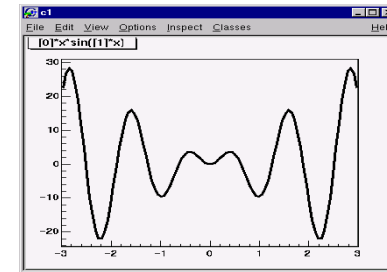 c1
File Edit View Options Inspect Classes Hel
[0]*x*sin([1]*x)
30
20
10
0
-10
-20
-3 -2 -1 0 1 2 3